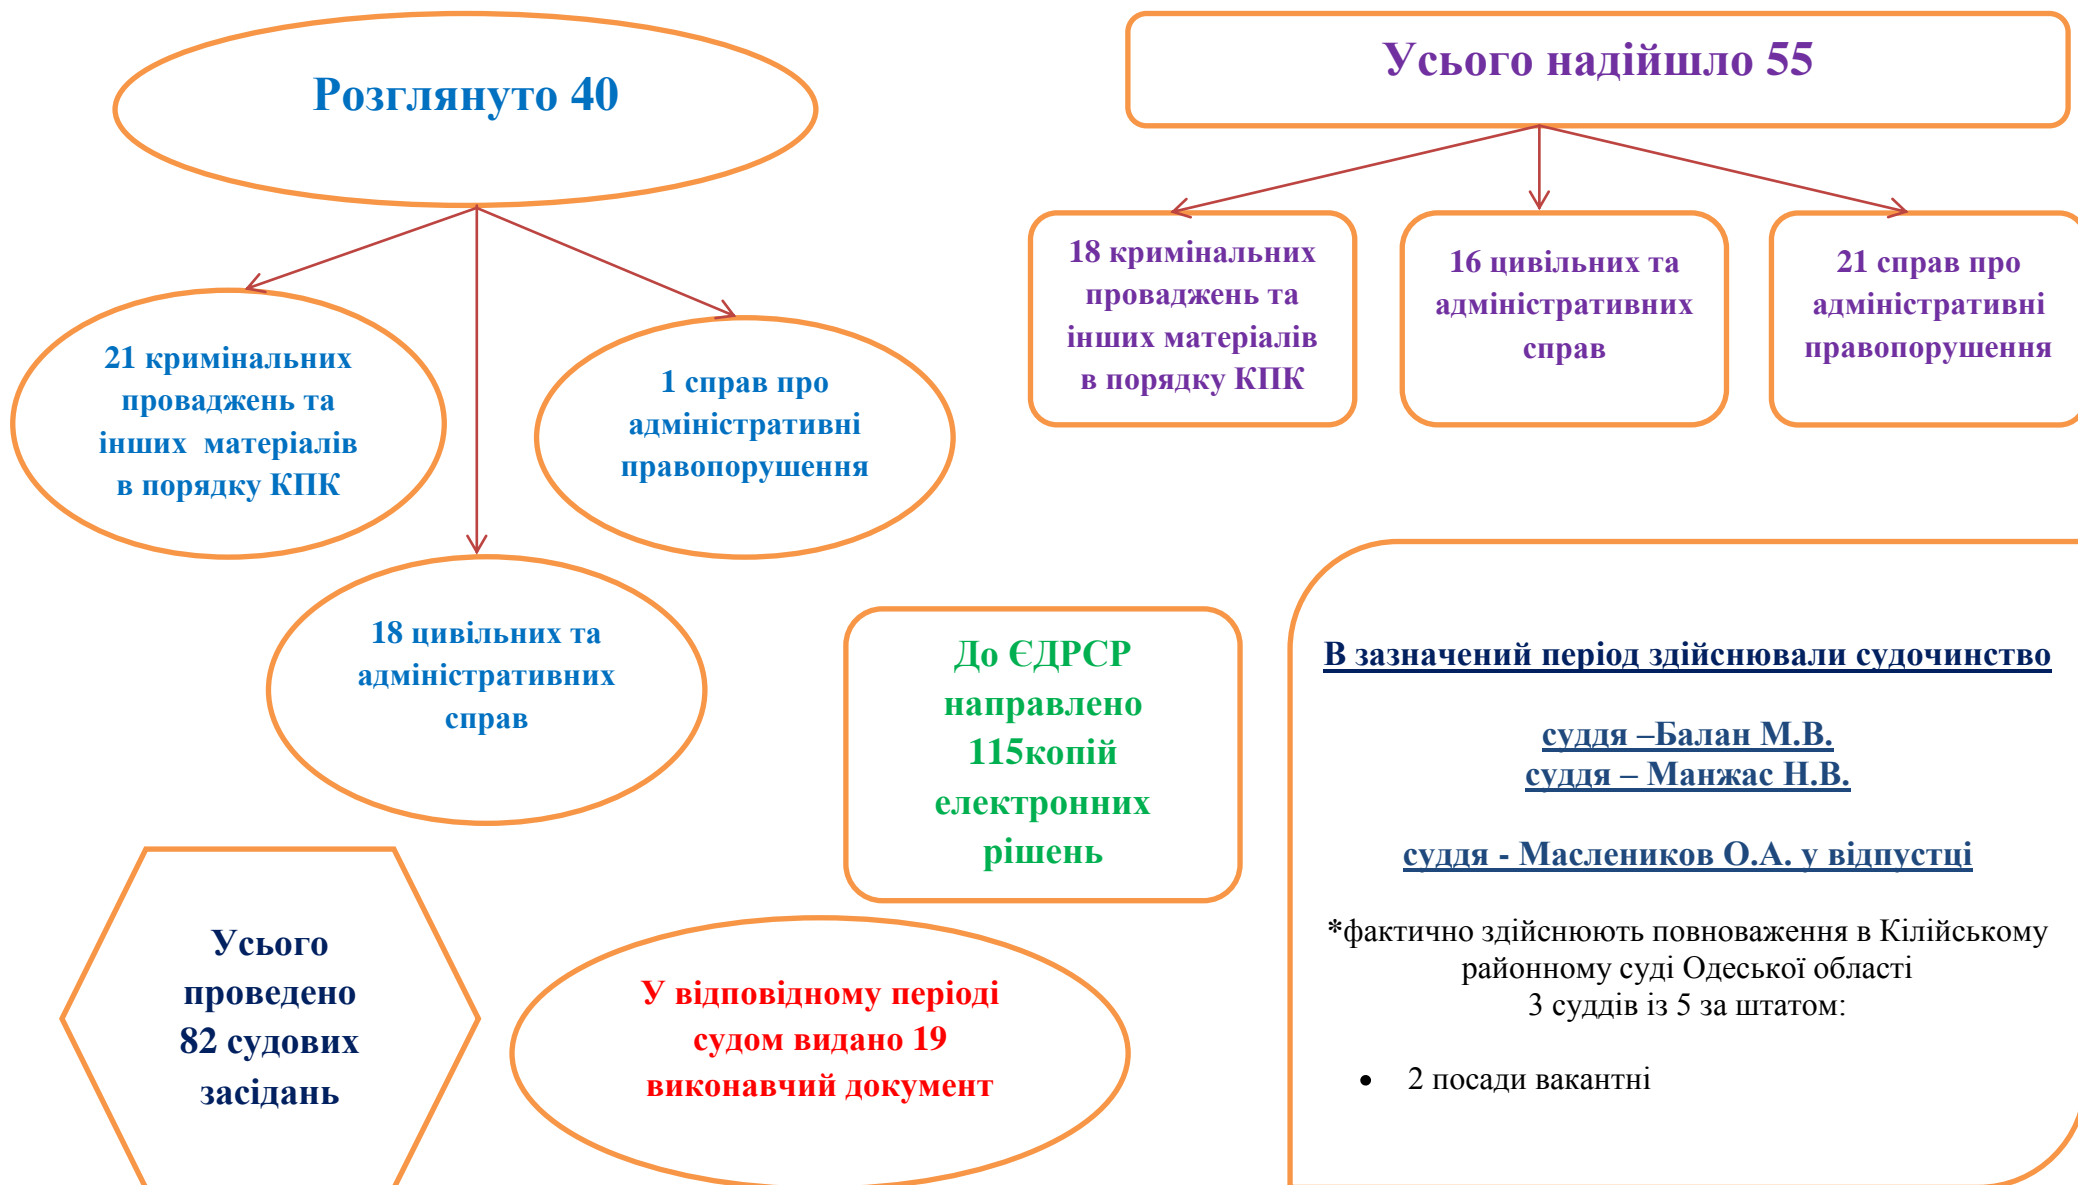 Розглянуто 40
21 кримінальних
проваджень та
інших матеріалів
в порядку КПК
1 справ про
адміністративні
правопорушення
18 цивільних та
адміністративних
справ
Усього надійшло 55
18 кримінальних
проваджень та
інших матеріалів
в порядку КПК
16 цивільних та
адміністративних
справ
21 справ про
адміністративні
правопорушення
До ЄДРСР
направлено
115копій
електронних
рішень
Усього
проведено
82 судових
засідань
У відповідному періоді
судом видано 19
виконавчий документ
В зазначений період здійснювали судочинство
суддя –Балан М.В.
суддя – Манжас Н.В.
суддя - Маслеников О.А. у відпустці
*фактично здійснюють повноваження в Кілійському
районному суді Одеської області
3 суддів із 5 за штатом:
• 2 посади вакантні